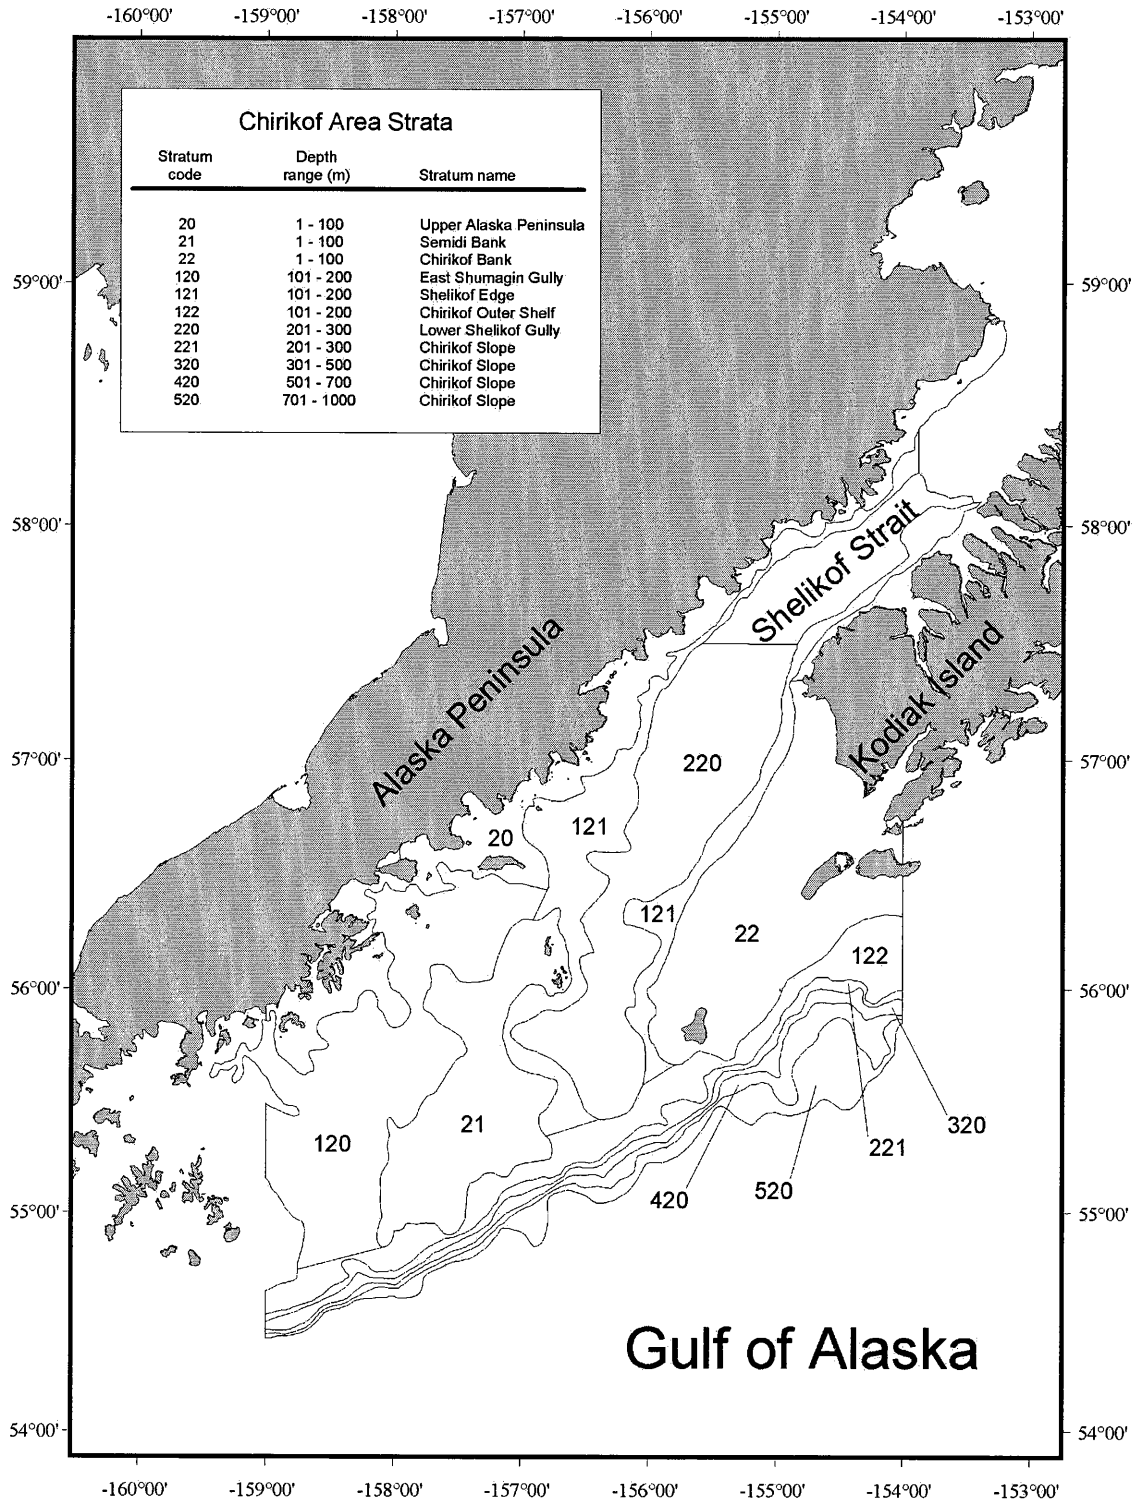 -160°00' -159°00' -158°00' -157°00' -156°00' -155°00' -154°00' -153°00'
Chirikof Area Strata
Stratum code Depth range (m) Stratum name
20 1 - 100 Upper Alaska Peninsula
21 1 - 100 Semidi Bank
22 1 - 100 Chirikof Bank
120 101 - 200 East Shumagin Gully
121 101 - 200 Shelikof Edge
122 101 - 200 Chirikof Outer Shelf
220 201 - 300 Lower Shelikof Gully
221 201 - 300 Chirikof Slope
320 301 - 500 Chirikof Slope
420 501 - 700 Chirikof Slope
520 701 - 1000 Chirikof Slope
59°00' 59°00'
58°00' 58°00'
Shelikof Strait
Alaska Peninsula
Kodiak Island
57°00' 57°00'
220
121
20
121
22
122
56°00' 56°00'
21
120
320
221
520
420
55°00' 55°00'
Gulf of Alaska
54°00' 54°00'
-160°00' -159°00' -158°00' -157°00' -156°00' -155°00' -154°00' -153°00'